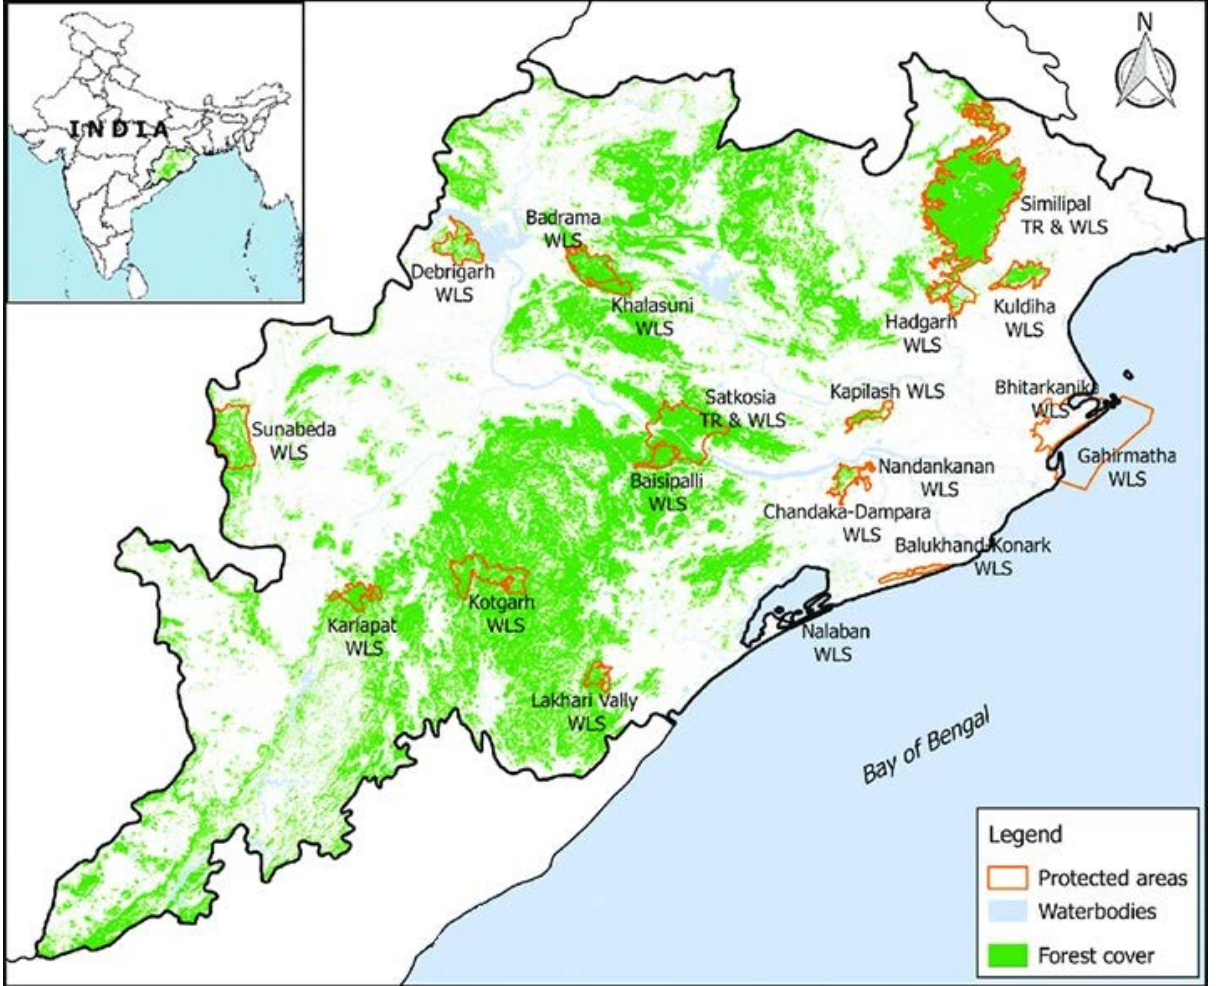 N
INDIA
Similipal
TR & WLS
Badrama
WLS
Debrigarh
WLS
Khalasuni
WLS
Hadgarh
WLS
Kuldiha
WLS
Satkosia
TR & WLS
Kapilash WLS
Bhitarkanika
WLS
Sunabeda
WLS
Gahirmatha
WLS
Baisipalli
WLS
Nandankanan
WLS
Chandaka-Dampara
WLS
Balukhand-Konark
WLS
Kotgarh
WLS
Karlapat
WLS
Nalaban
WLS
Lakhari Vally
WLS
Bay of Bengal
Legend
Protected areas
Waterbodies
Forest cover